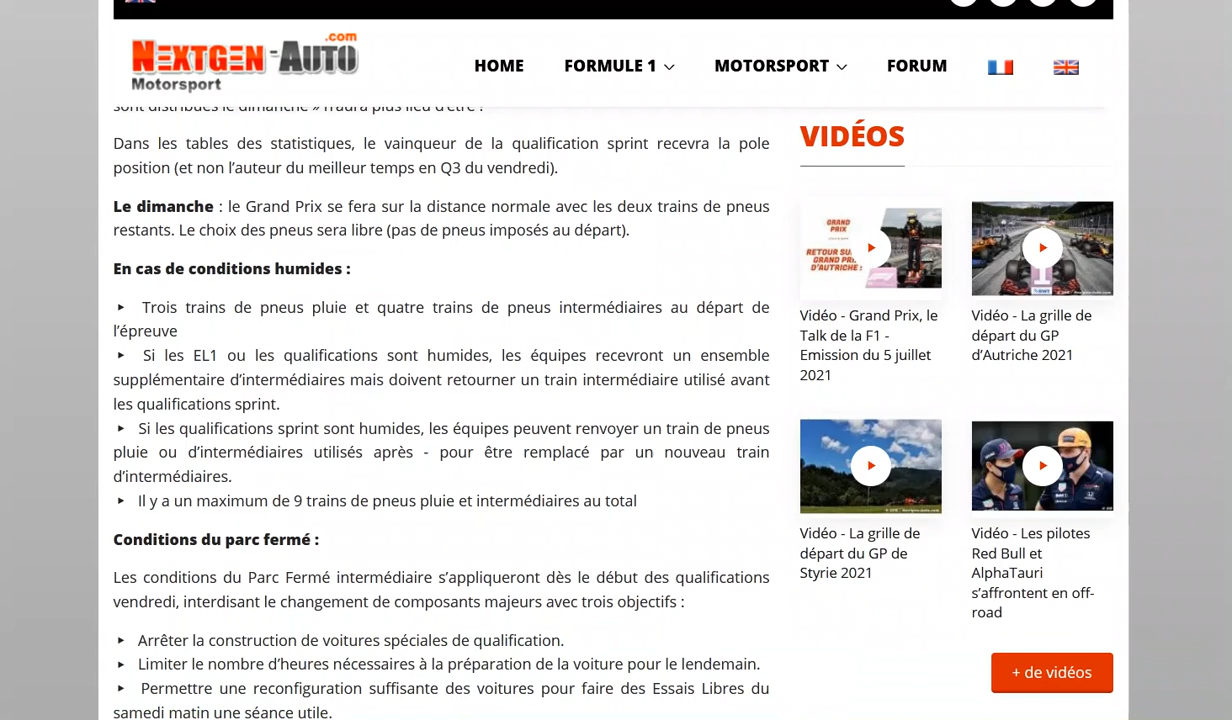 NEXTGEN-AUTO
.com
Motorsport
HOME
FORMULE 1
MOTORSPORT
FORUM
Dans les tables des statistiques, le vainqueur de la qualification sprint recevra la pole
position (et non l’auteur du meilleur temps en Q3 du vendredi).
Le dimanche : le Grand Prix se fera sur la distance normale avec les deux trains de pneus
restants. Le choix des pneus sera libre (pas de pneus imposés au départ).
En cas de conditions humides :
‣ Trois trains de pneus pluie et quatre trains de pneus intermédiaires au départ de
l’épreuve
‣ Si les EL1 ou les qualifications sont humides, les équipes recevront un ensemble
supplémentaire d’intermédiaires mais doivent retourner un train intermédiaire utilisé avant
les qualifications sprint.
‣ Si les qualifications sprint sont humides, les équipes peuvent renvoyer un train de pneus
pluie ou d’intermédiaires utilisés après - pour être remplacé par un nouveau train
d’intermédiaires.
‣ Il y a un maximum de 9 trains de pneus pluie et intermédiaires au total
Conditions du parc fermé :
Les conditions du Parc Fermé intermédiaire s’appliqueront dès le début des qualifications
vendredi, interdisant le changement de composants majeurs avec trois objectifs :
‣ Arrêter la construction de voitures spéciales de qualification.
‣ Limiter le nombre d’heures nécessaires à la préparation de la voiture pour le lendemain.
‣ Permettre une reconfiguration suffisante des voitures pour faire des Essais Libres du
samedi matin une séance utile.
VIDÉOS
GRAND
PRIX
RETOUR SU
GRAND PR
D'AUTRICHE :
Vidéo - Grand Prix, le
Talk de la F1 -
Emission du 5 juillet
2021
Vidéo - La grille de
départ du GP
d’Autriche 2021
Vidéo - La grille de
départ du GP de
Styrie 2021
Vidéo - Les pilotes
Red Bull et
AlphaTauri
s’affrontent en off-
road
+ de vidéos